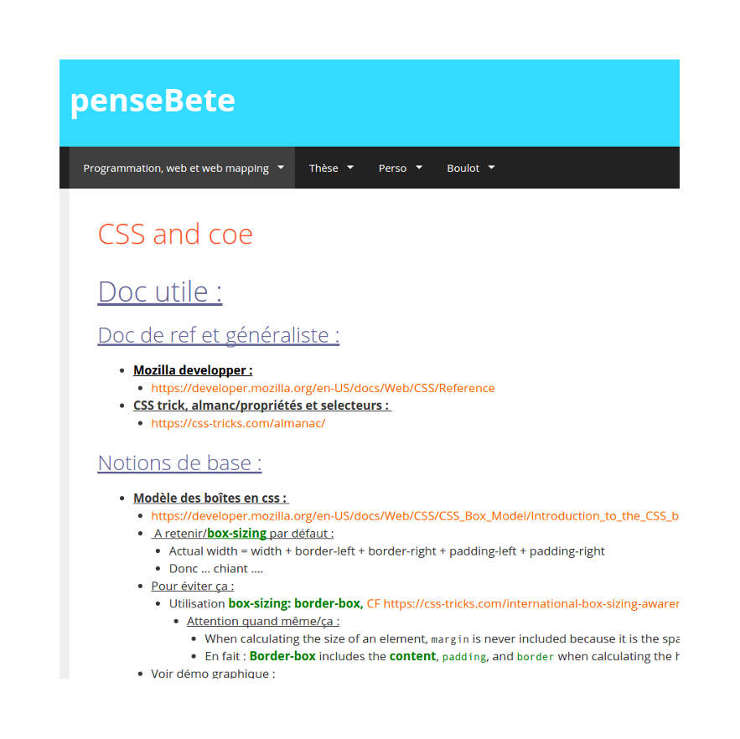 penseBete
Programmation, web et web mapping Thèse Perso Boulot
CSS and coe
Doc utile :
Doc de ref et généraliste :
Mozilla developper :
https://developer.mozilla.org/en-US/docs/Web/CSS/Reference
CSS trick, almanc/propriétés et selecteurs :
https://css-tricks.com/almanac/
Notions de base :
Modèle des boîtes en css :
https://developer.mozilla.org/en-US/docs/Web/CSS/CSS_Box_Model/Introduction_to_the_CSS_b
A retenir/box-sizing par défaut :
Actual width = width + border-left + border-right + padding-left + padding-right
Donc ... chiant ....
Pour éviter ça :
Utilisation box-sizing: border-box, CF https://css-tricks.com/international-box-sizing-awarer
Attention quand même/ça :
When calculating the size of an element, margin is never included because it is the spa
En fait : Border-box includes the content, padding, and border when calculating the h
Voir démo graphique :